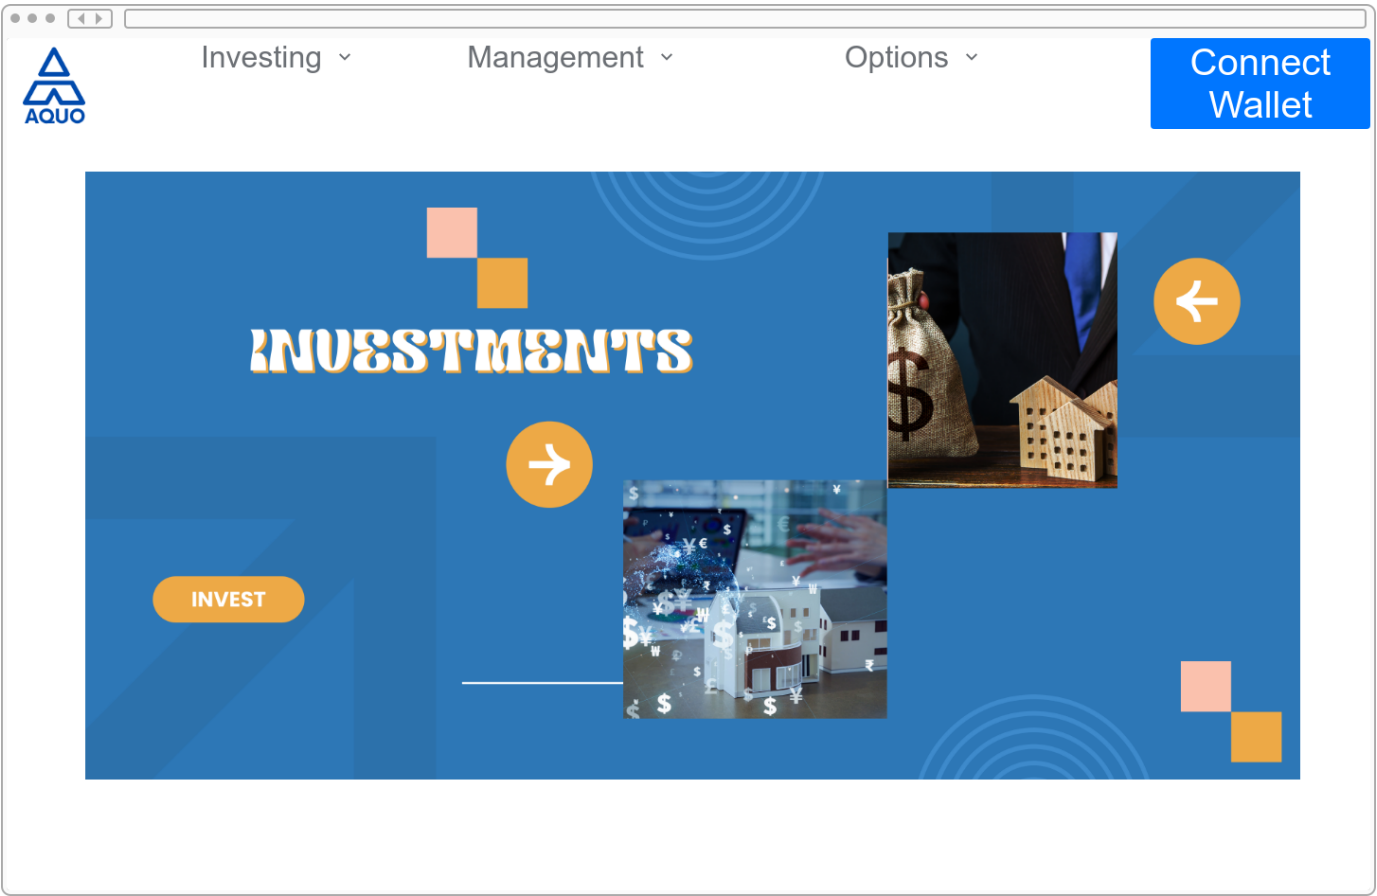 Investing
Management
Options
Connect
Wallet
AQUO
INVESTMENTS
INVEST